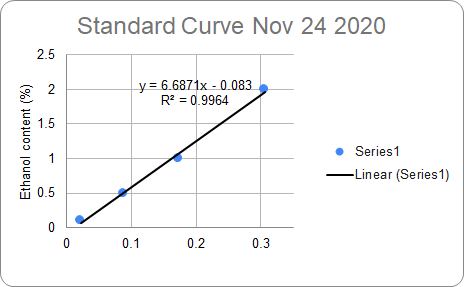 Standard Curve Nov 24 2020
2.5
y = 6.6871x - 0.083
R² = 0.9964
2
1.5
1
0.5
0
Ethanol content (%)
0 0.1 0.2 0.3
Series1
Linear (Series1)